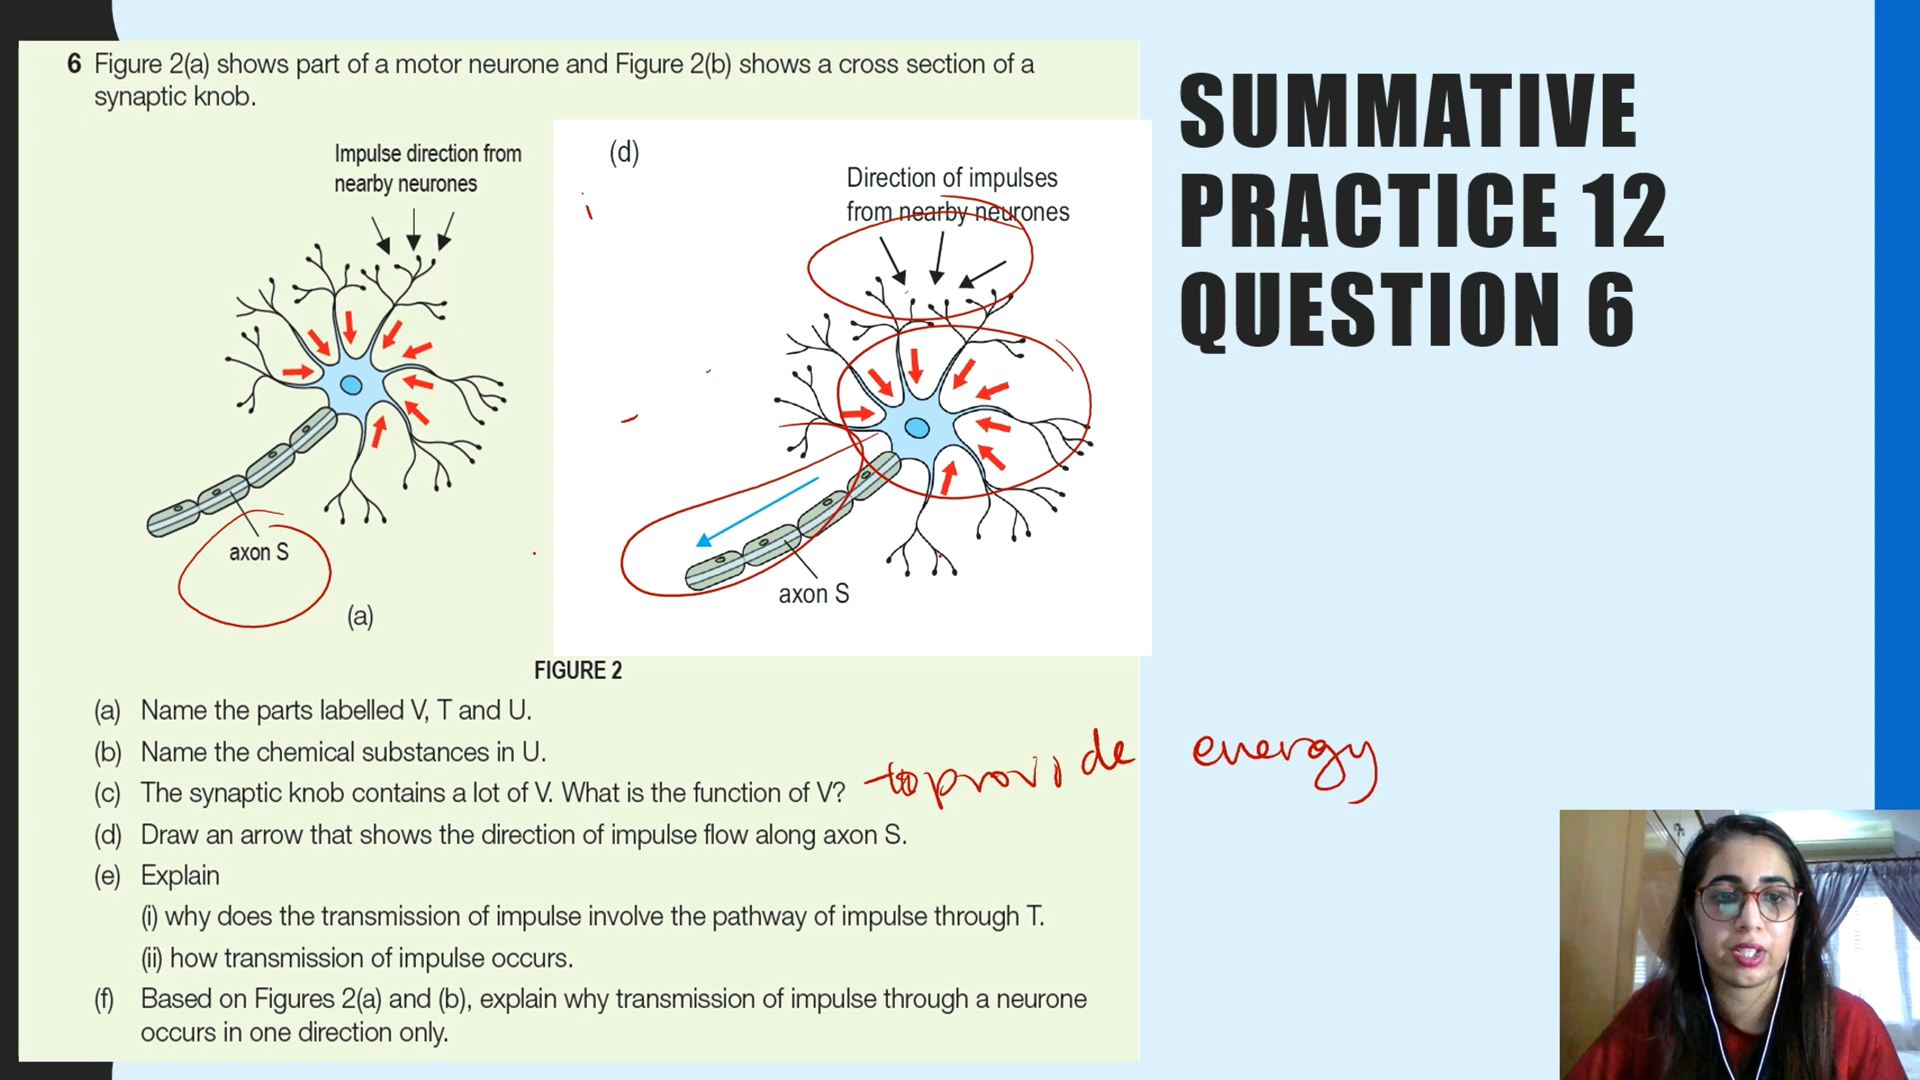 6 Figure 2(a) shows part of a motor neurone and Figure 2(b) shows a cross section of a
synaptic knob.
Impulse direction from
nearby neurones
axon S
(a)
(d)
Direction of impulses
from nearby neurones
axon S
FIGURE 2
(a) Name the parts labelled V, T and U.
(b) Name the chemical substances in U.
(c) The synaptic knob contains a lot of V. What is the function of V? to provide energy
(d) Draw an arrow that shows the direction of impulse flow along axon S.
(e) Explain
(i) why does the transmission of impulse involve the pathway of impulse through T.
(ii) how transmission of impulse occurs.
(f) Based on Figures 2(a) and (b), explain why transmission of impulse through a neurone
occurs in one direction only.
SUMMATIVE
PRACTICE 12
QUESTION 6